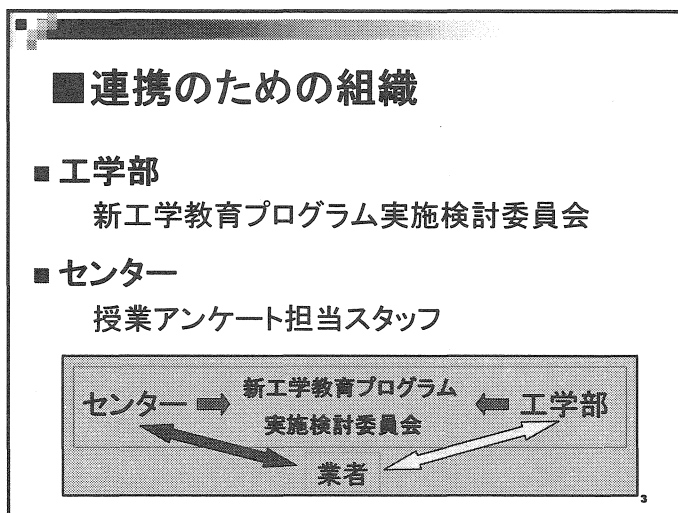 ■連携のための組織
■工学部
新工学教育プログラム実施検討委員会
■センター
授業アンケート担当スタッフ
新工学教育プログラム
センター
工学部
実施検討委員会
業者
3